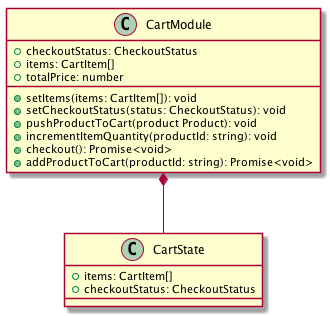 C CartModule
checkoutStatus: CheckoutStatus
items: CartItem[]
totalPrice: number
setItems(items: CartItem[]): void
setCheckoutStatus(status: CheckoutStatus): void
pushProductToCart(product Product): void
incrementItemQuantity(productId: string): void
checkout(): Promise<void>
addProductToCart(productId: string): Promise<void>
C CartState
items: CartItem[]
checkoutStatus: CheckoutStatus